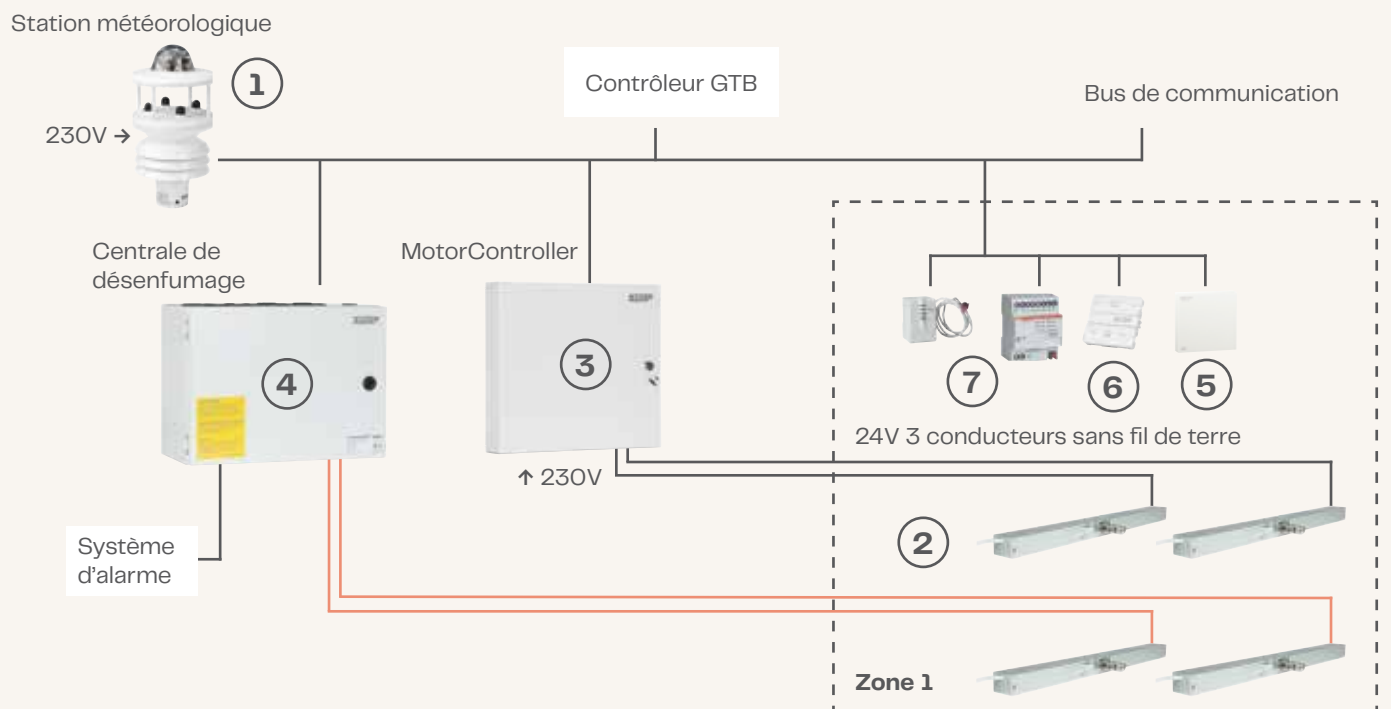 Station météorologique
1
230V →
Contrôleur GTB
Bus de communication
Centrale de
désenfumage
MotorController
4
3
7
6
5
24V 3 conducteurs sans fil de terre
↑ 230V
2
Système
d'alarme
Zone 1